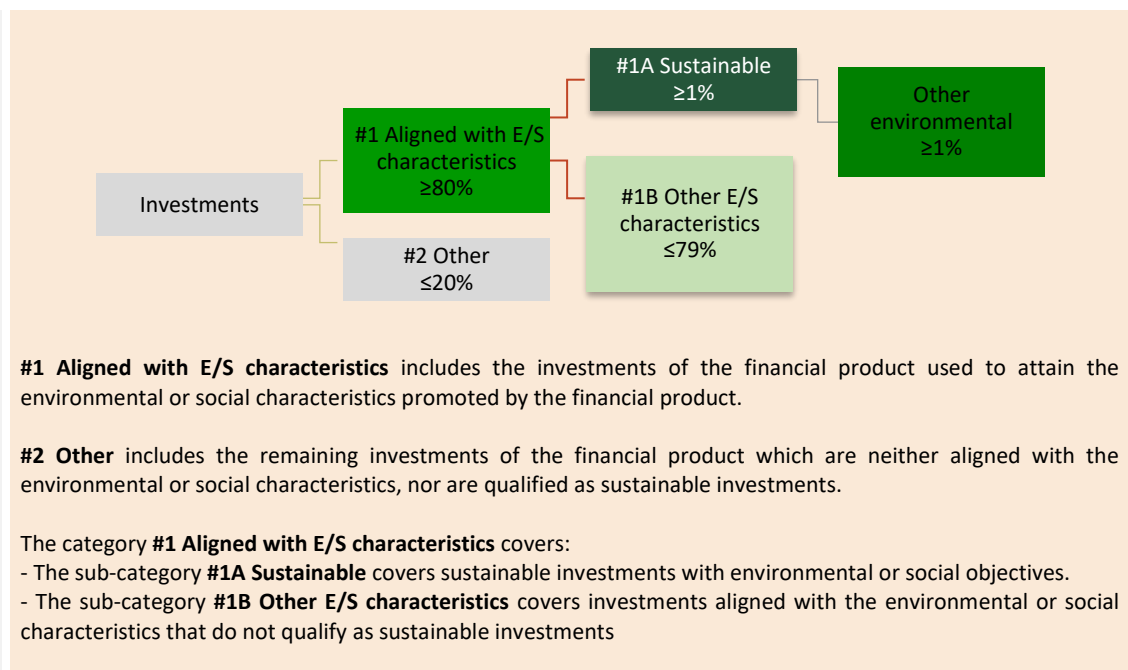 #1A Sustainable
≥1%
Other
environmental
≥1%
#1 Aligned with E/S
characteristics
≥80%
Investments
#1B Other E/S
characteristics
≤79%
#2 Other
≤20%
#1 Aligned with E/S characteristics includes the investments of the financial product used to attain the
environmental or social characteristics promoted by the financial product.
#2 Other includes the remaining investments of the financial product which are neither aligned with the
environmental or social characteristics, nor are qualified as sustainable investments.
The category #1 Aligned with E/S characteristics covers:
- The sub-category #1A Sustainable covers sustainable investments with environmental or social objectives.
- The sub-category #1B Other E/S characteristics covers investments aligned with the environmental or social
characteristics that do not qualify as sustainable investments